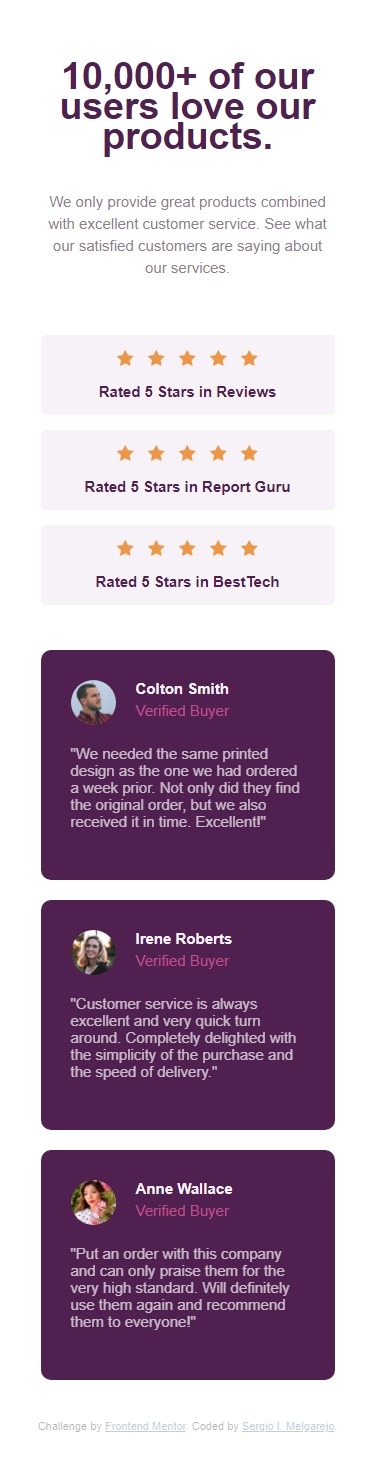 10,000+ of our
users love our
products.
We only provide great products combined
with excellent customer service. See what
our satisfied customers are saying about
our services.
Rated 5 Stars in Reviews
Rated 5 Stars in Report Guru
Rated 5 Stars in BestTech
Colton Smith
Verified Buyer
"We needed the same printed
design as the one we had ordered
a week prior. Not only did they find
the original order, but we also
received it in time. Excellent!"
Irene Roberts
Verified Buyer
"Customer service is always
excellent and very quick turn
around. Completely delighted with
the simplicity of the purchase and
the speed of delivery."
Anne Wallace
Verified Buyer
"Put an order with this company
and can only praise them for the
very high standard. Will definitely
use them again and recommend
them to everyone!"
Challenge by Frontend Mentor. Coded by Sergio I. Melgarejo.